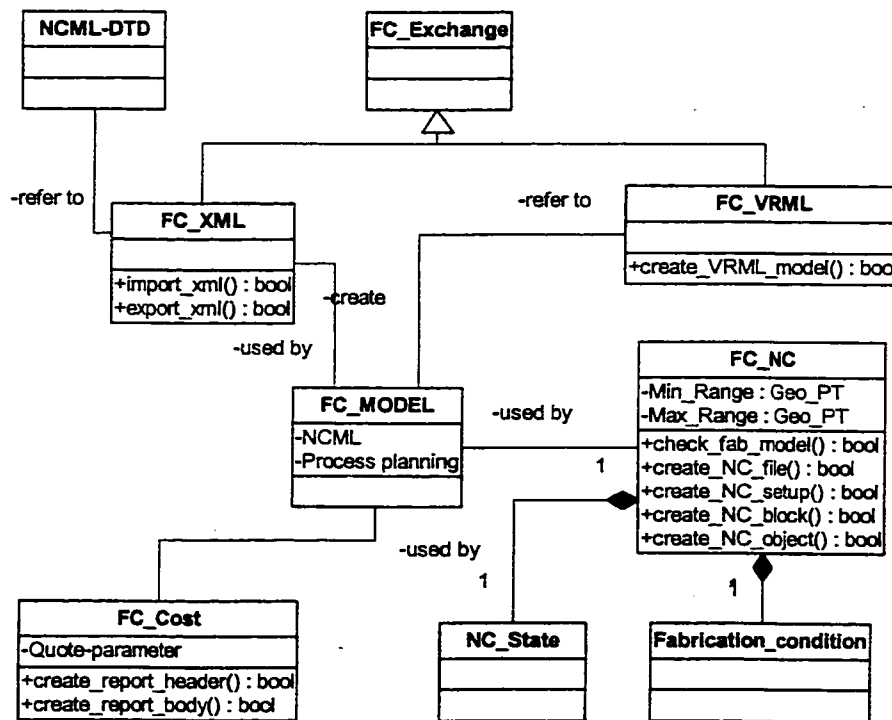 NCML-DTD
FC_Exchange
-refer to
FC_XML
+import_xml() : bool
+export_xml() : bool
-refer to
FC_VRML
+create_VRML_model() : bool
-create
-used by
FC_MODEL
-NCML
-Process planning
-used by
1
FC_NC
-Min_Range : Geo_PT
-Max_Range : Geo_PT
+check_fab_model() : bool
+create_NC_file() : bool
+create_NC_setup() : bool
+create_NC_block() : bool
+create_NC_object() : bool
-used by
1
1
FC_Cost
-Quote-parameter
+create_report_header() : bool
+create_report_body() : bool
NC_State
Fabrication_condition